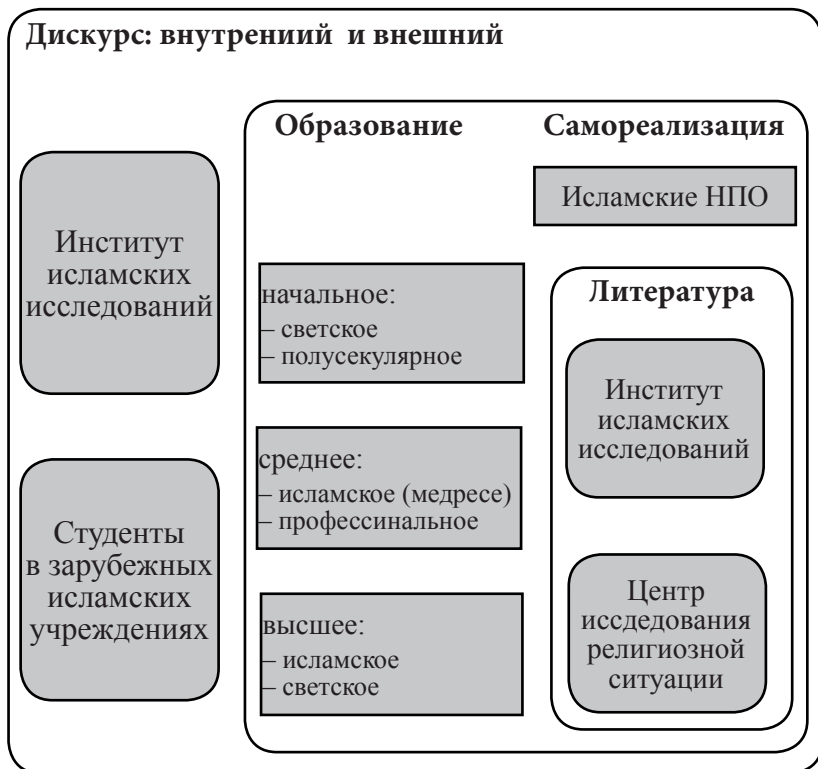 Дискурс: внутрениий и внешний
Институт
исламских
исследований
Студенты
в зарубежных
исламских
учреждениях
Образование
начальное:
– светское
– полусекулярное
среднее:
– исламское (медресе)
– профессинальное
высшее:
– исламское
– светское
Самореализация
Исламские НПО
Литература
Институт
исламских
исследований
Центр
иссдедования
религиозной
ситуации